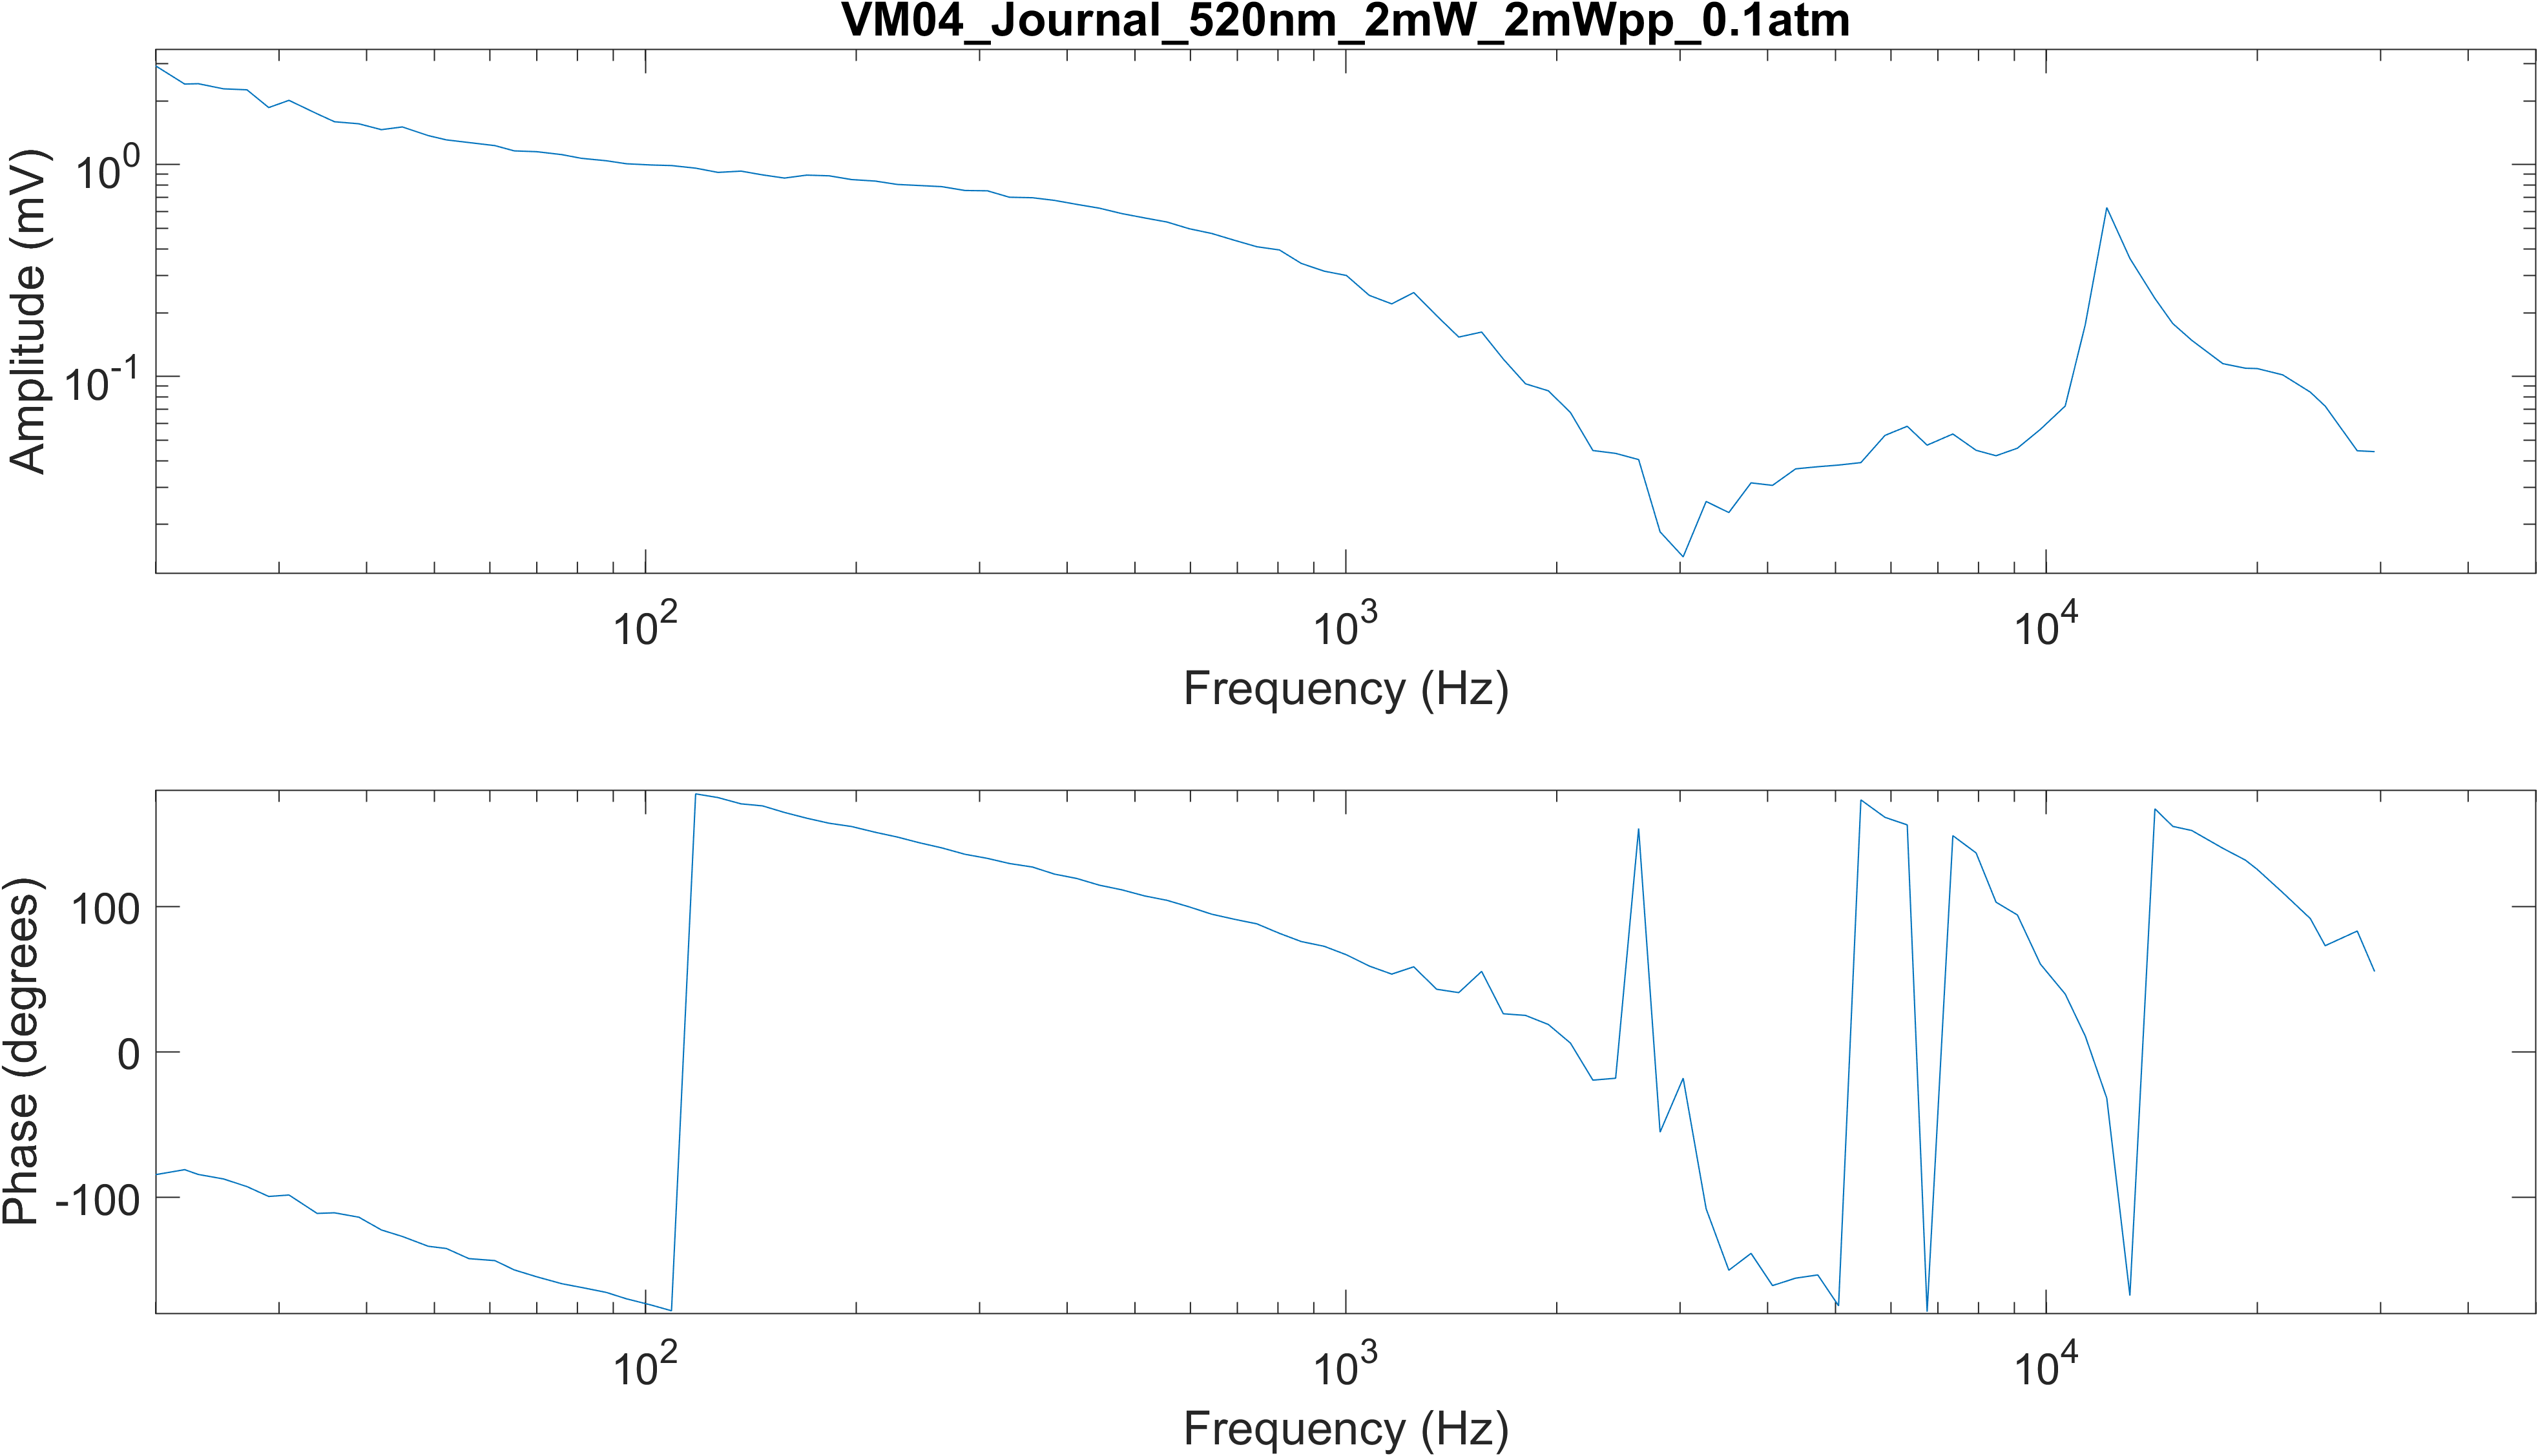 VM04_Journal_520nm_2mW_2mWpp_0.1atm
Amplitude (mV)
10^0
10^-1
10^2
10^3
10^4
Frequency (Hz)
Phase (degrees)
100
0
-100
10^2
10^3
10^4
Frequency (Hz)